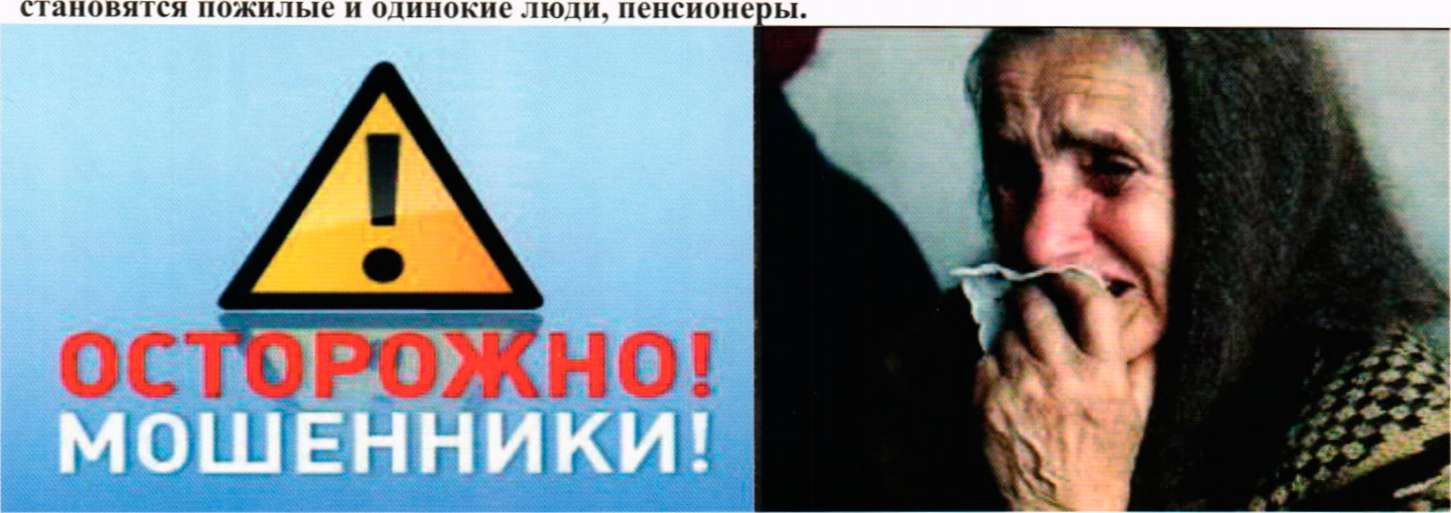 становятся пожилые и одинокие люди, пенсионеры.
ОСТОРОЖНО!
МОШЕННИКИ!